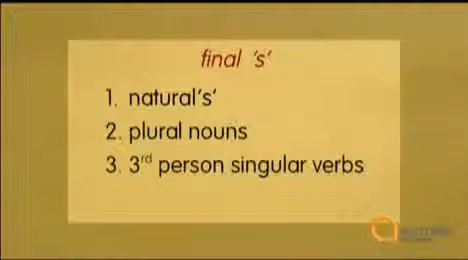 final 's'
1. natural's'
2. plural nouns
3. 3rd person singular verbs